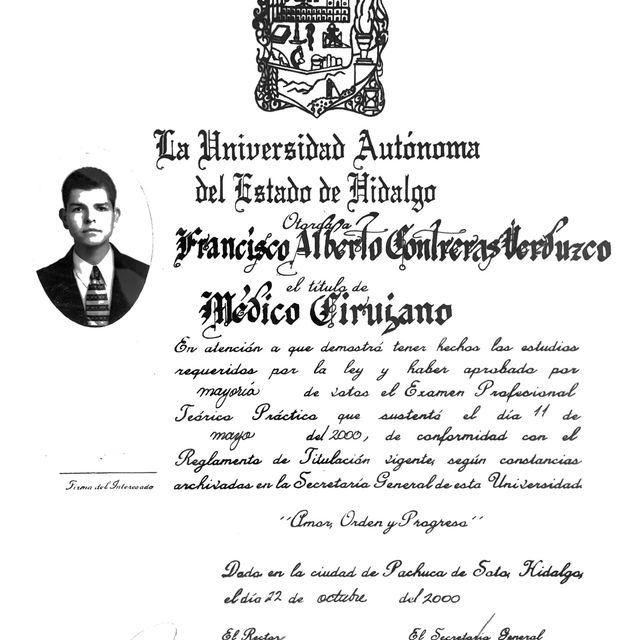 La Universidad Autónoma
del Estado de Hidalgo
Otorga a
Francisco Alberto Contreras Verduzco
el título de
Médico Cirujano
En atención a que demostró tener hechos los estudios
requeridos por la ley y haber aprobado por
mayoría de votos el Examen Profesional
Teórico Práctico que sustentó el día 11 de
mayo del 2000, de conformidad con el
Reglamento de Titulación vigente, según constancias
archivadas en la Secretaría General de esta Universidad.
Firma del Interesado
"Amor, Orden y Progreso"
Dado en la ciudad de Pachuca de Soto, Hidalgo,
el día 22 de octubre del 2000
El Rector El Secretario General